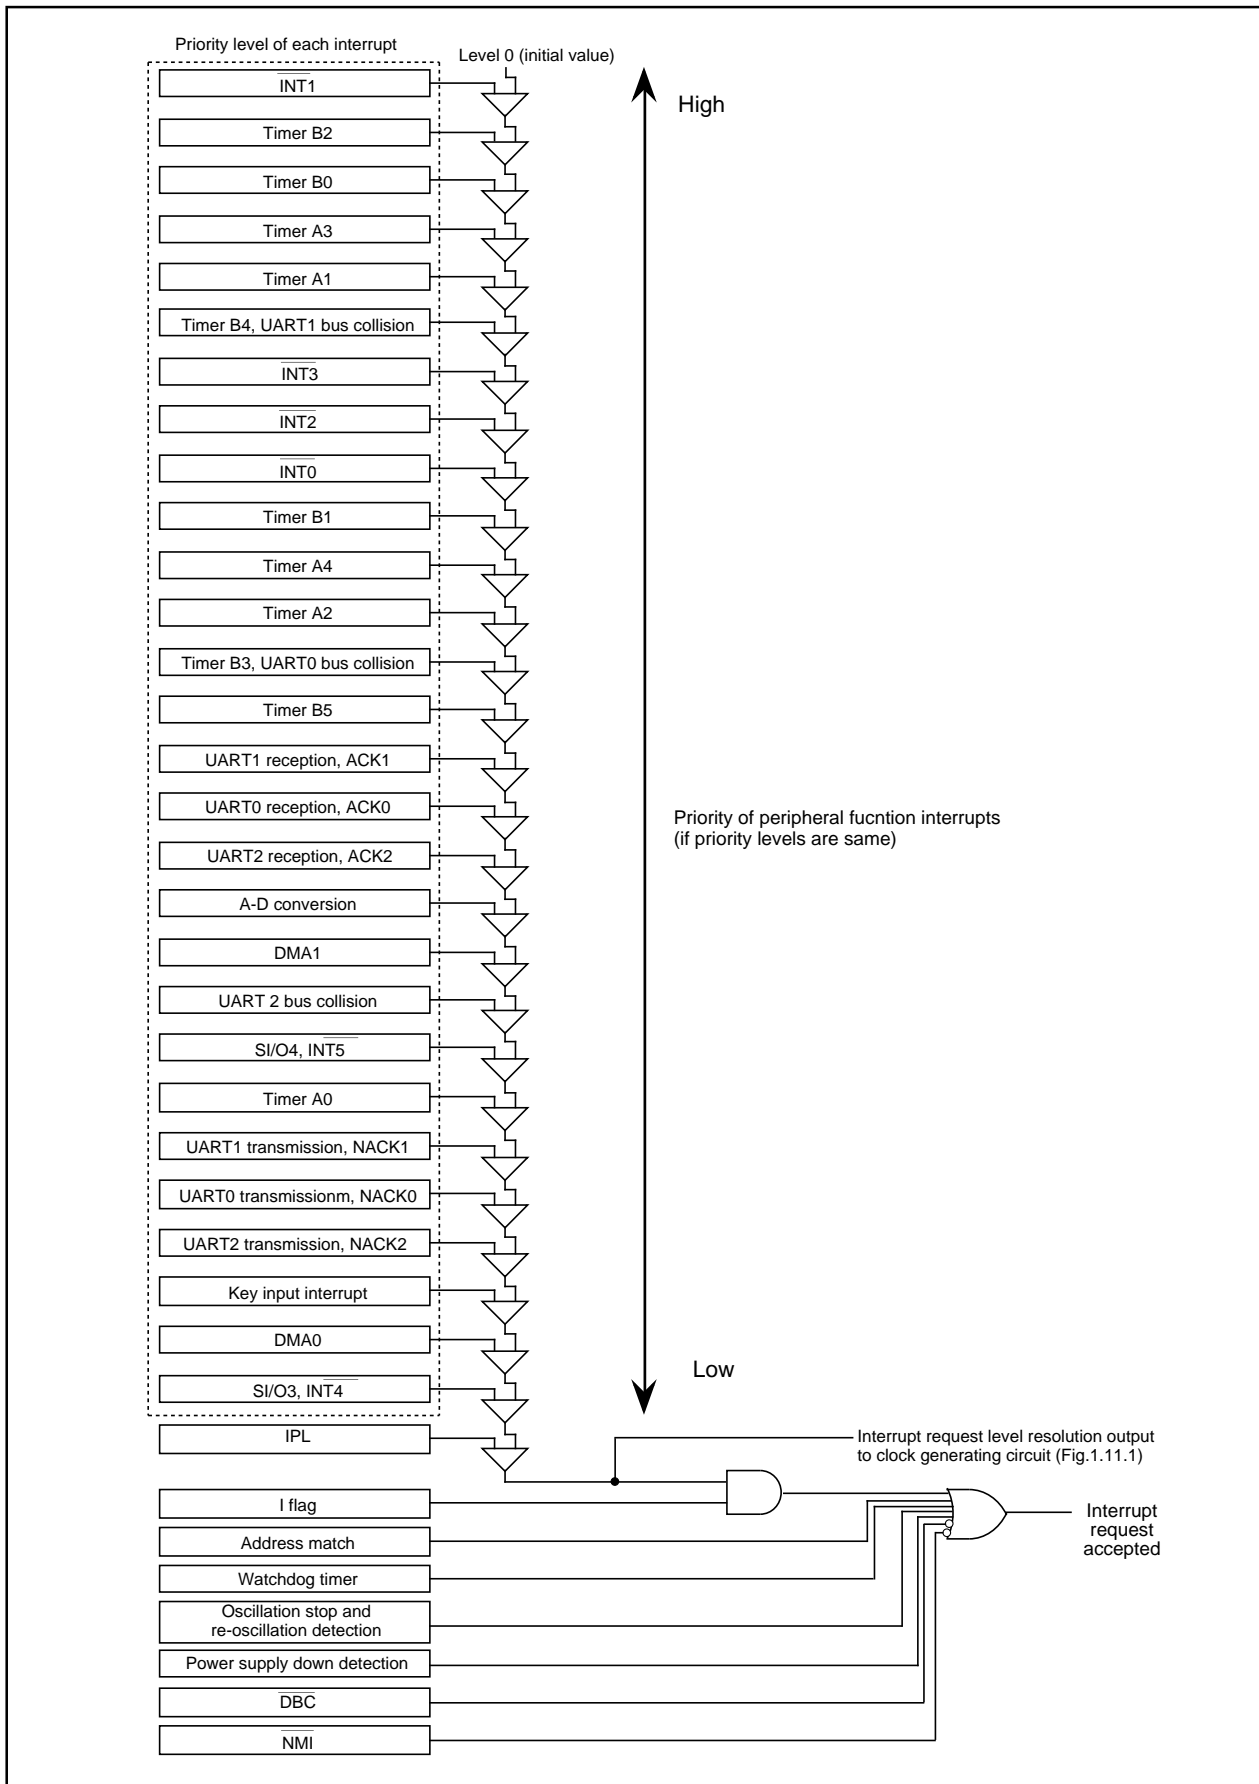 Priority level of each interrupt
Level 0 (initial value)
INT1
High
Timer B2
Timer B0
Timer A3
Timer A1
Timer B4, UART1 bus collision
INT3
INT2
INT0
Timer B1
Timer A4
Timer A2
Timer B3, UART0 bus collision
Timer B5
UART1 reception, ACK1
UART0 reception, ACK0
Priority of peripheral fucntion interrupts
(if priority levels are same)
UART2 reception, ACK2
A-D conversion
DMA1
UART 2 bus collision
SI/O4, INT5
Timer A0
UART1 transmission, NACK1
UART0 transmissionm, NACK0
UART2 transmission, NACK2
Key input interrupt
DMA0
Low
SI/O3, INT4
IPL
Interrupt request level resolution output
to clock generating circuit (Fig.1.11.1)
I flag
Interrupt
request
accepted
Address match
Watchdog timer
Oscillation stop and
re-oscillation detection
Power supply down detection
DBC
NMI